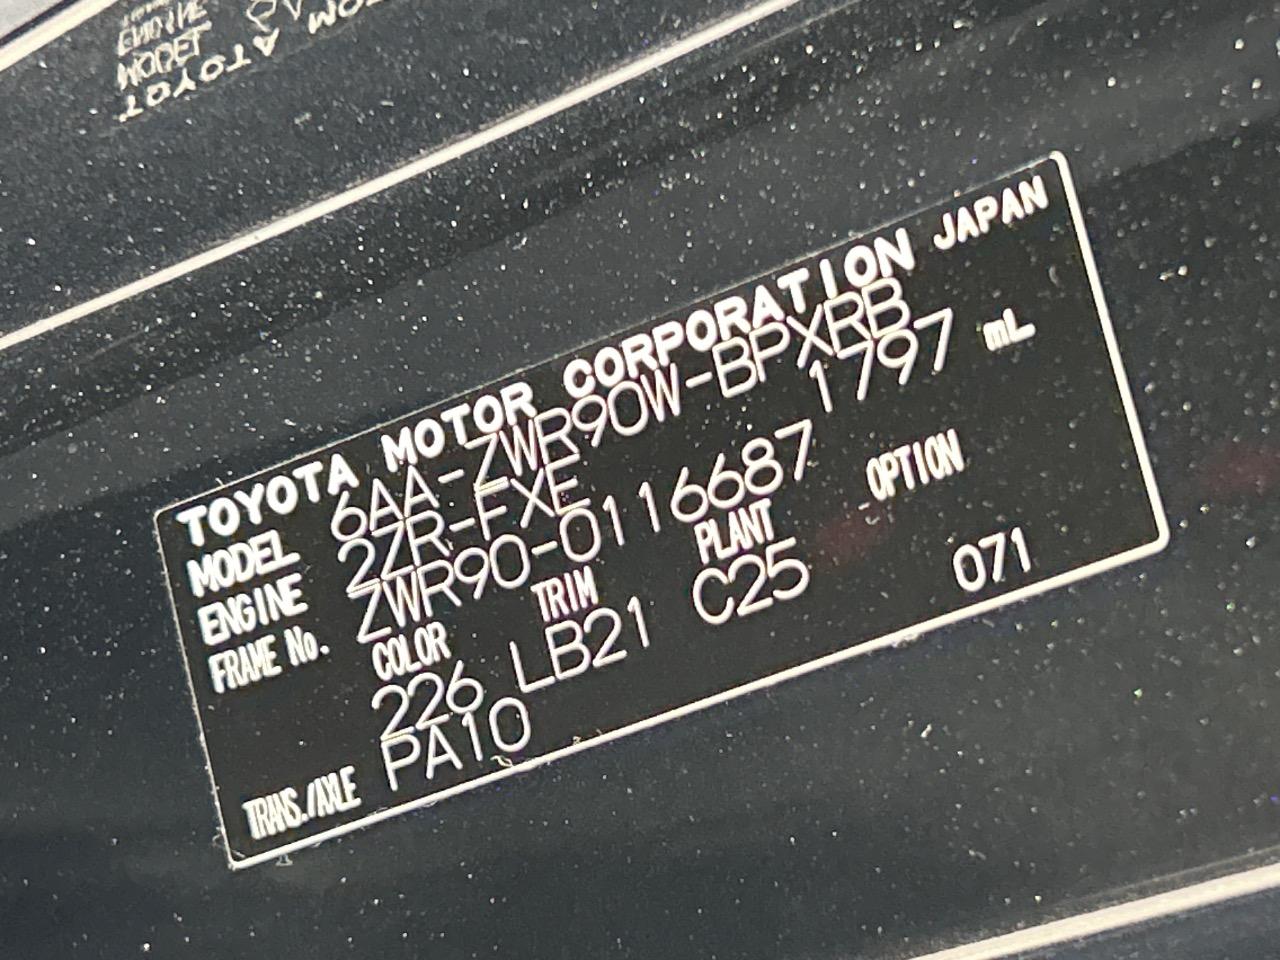 TOYOTA MOTOR CORPORATION JAPAN
MODEL 6AA-ZWR90W-BPXRB
ENGINE 2ZR-FXE 1797 mL
FRAME No. ZWR90-0116687
COLOR TRIM PLANT OPTION
226 LB21 C25 071
TRANS./AXLE PA10